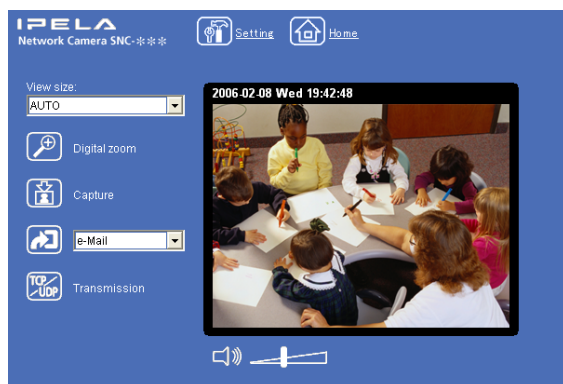 IPELA
Network Camera SNC-***
Setting
Home
View size:
AUTO
2006-02-08 Wed 19:42:48
Digital zoom
Capture
e-Mail
TCP/UDP
Transmission